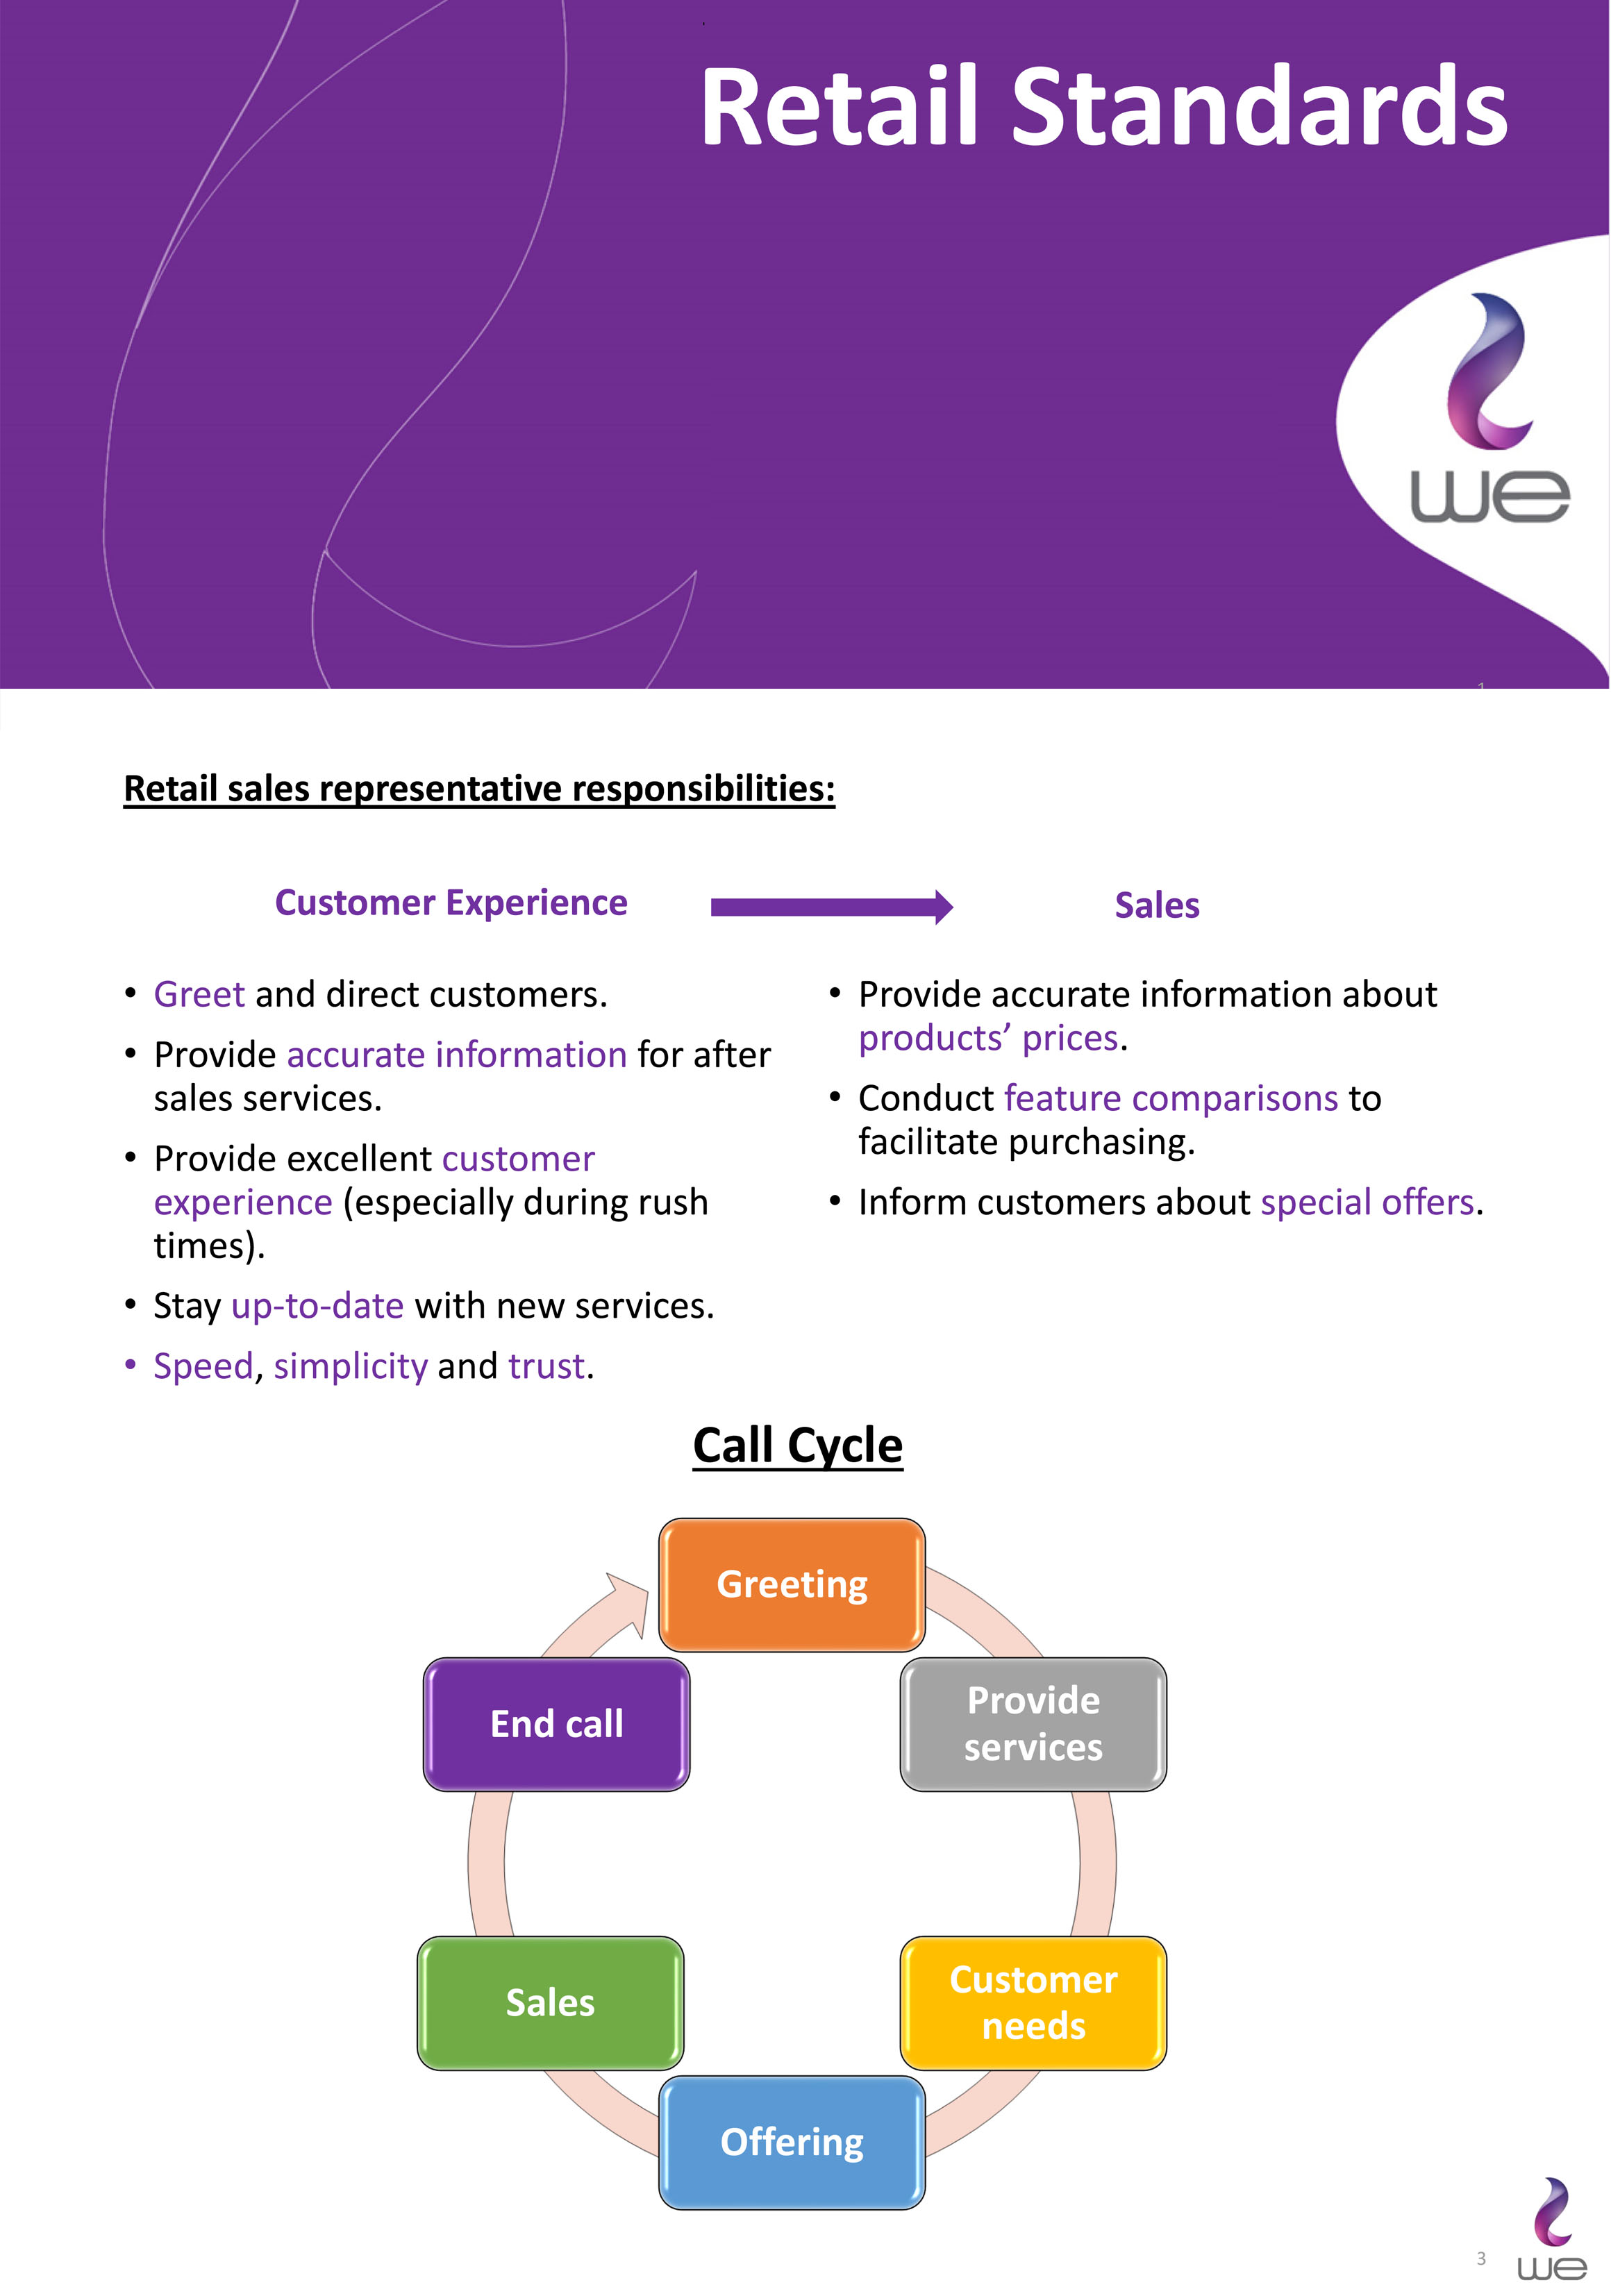 Retail Standards
we
1
Retail sales representative responsibilities:
Customer Experience
• Greet and direct customers.
• Provide accurate information for after
sales services.
• Provide excellent customer
experience (especially during rush
times).
• Stay up-to-date with new services.
• Speed, simplicity and trust.
Sales
• Provide accurate information about
products’ prices.
• Conduct feature comparisons to
facilitate purchasing.
• Inform customers about special offers.
Call Cycle
Greeting
Provide
services
Customer
needs
Offering
Sales
End call
3
we